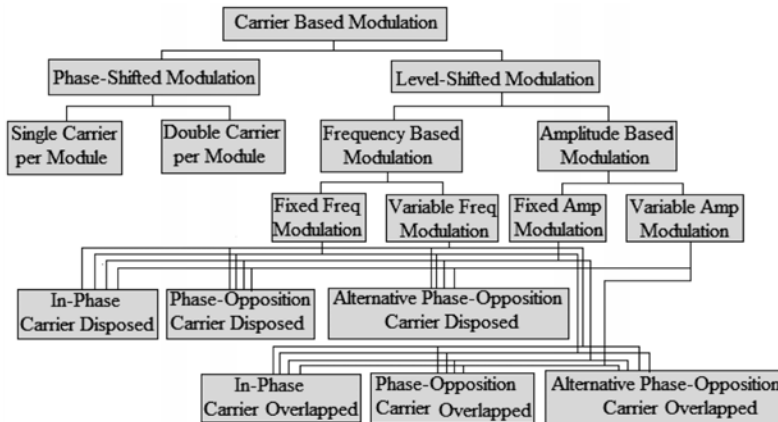 Carrier Based Modulation
Phase-Shifted Modulation
Level-Shifted Modulation
Single Carrier
per Module
Double Carrier
per Module
Frequency Based
Modulation
Amplitude Based
Modulation
Fixed Freq
Modulation
Variable Freq
Modulation
Fixed Amp
Modulation
Variable Amp
Modulation
In-Phase
Carrier Disposed
Phase-Opposition
Carrier Disposed
Alternative Phase-Opposition
Carrier Disposed
In-Phase
Carrier Overlapped
Phase-Opposition
Carrier Overlapped
Alternative Phase-Opposition
Carrier Overlapped